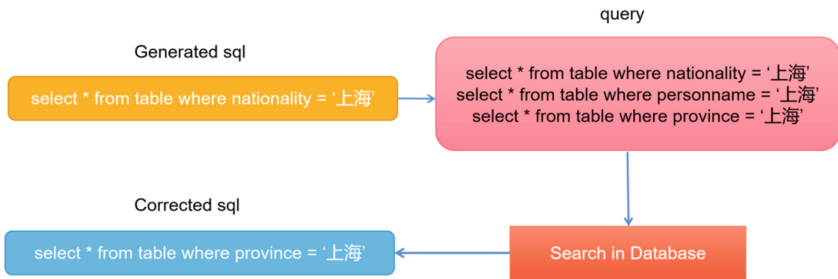 query
Generated sql
select * from table where nationality = ‘上海’
select * from table where nationality = ‘上海’
select * from table where personname = ‘上海’
select * from table where province = ‘上海’
Corrected sql
select * from table where province = ‘上海’
Search in Database